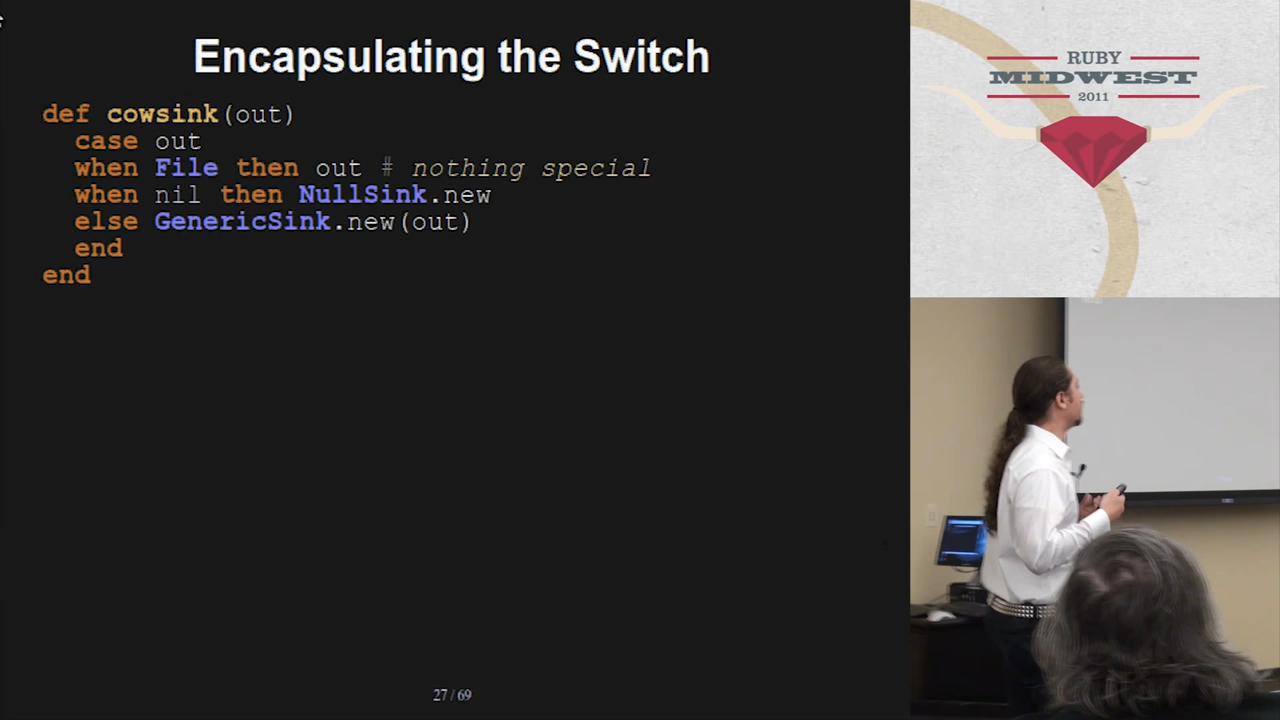 Encapsulating the Switch
def cowsink(out)
  case out
  when File then out # nothing special
  when nil then NullSink.new
  else GenericSink.new(out)
  end
end
27 / 69
RUBY
MIDWEST
2011